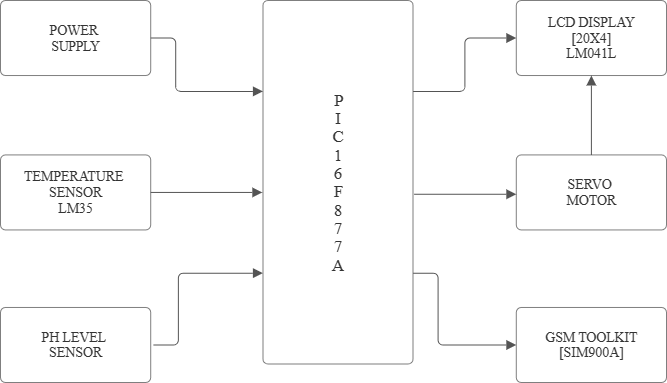 POWER
SUPPLY
TEMPERATURE
SENSOR
LM35
PH LEVEL
SENSOR
P
I
C
1
6
F
8
7
7
A
LCD DISPLAY
[20X4]
LM041L
SERVO
MOTOR
GSM TOOLKIT
[SIM900A]